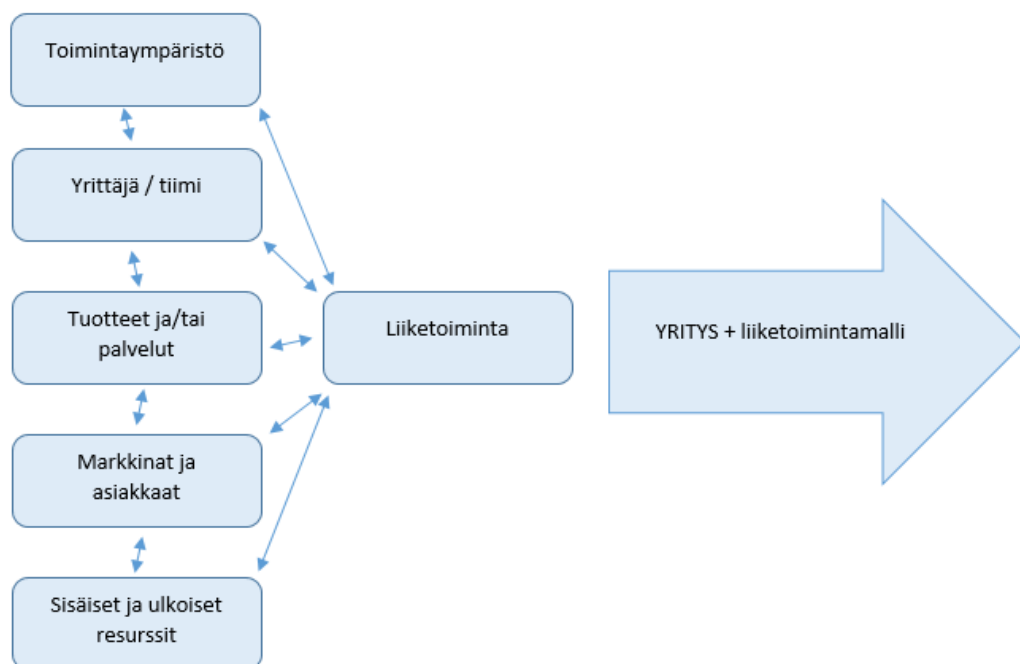 Toimintaympäristö
Yrittäjä / tiimi
Tuotteet ja/tai
palvelut
Liiketoiminta
YRITYS + liiketoimintamalli
Markkinat ja
asiakkaat
Sisäiset ja ulkoiset
resurssit